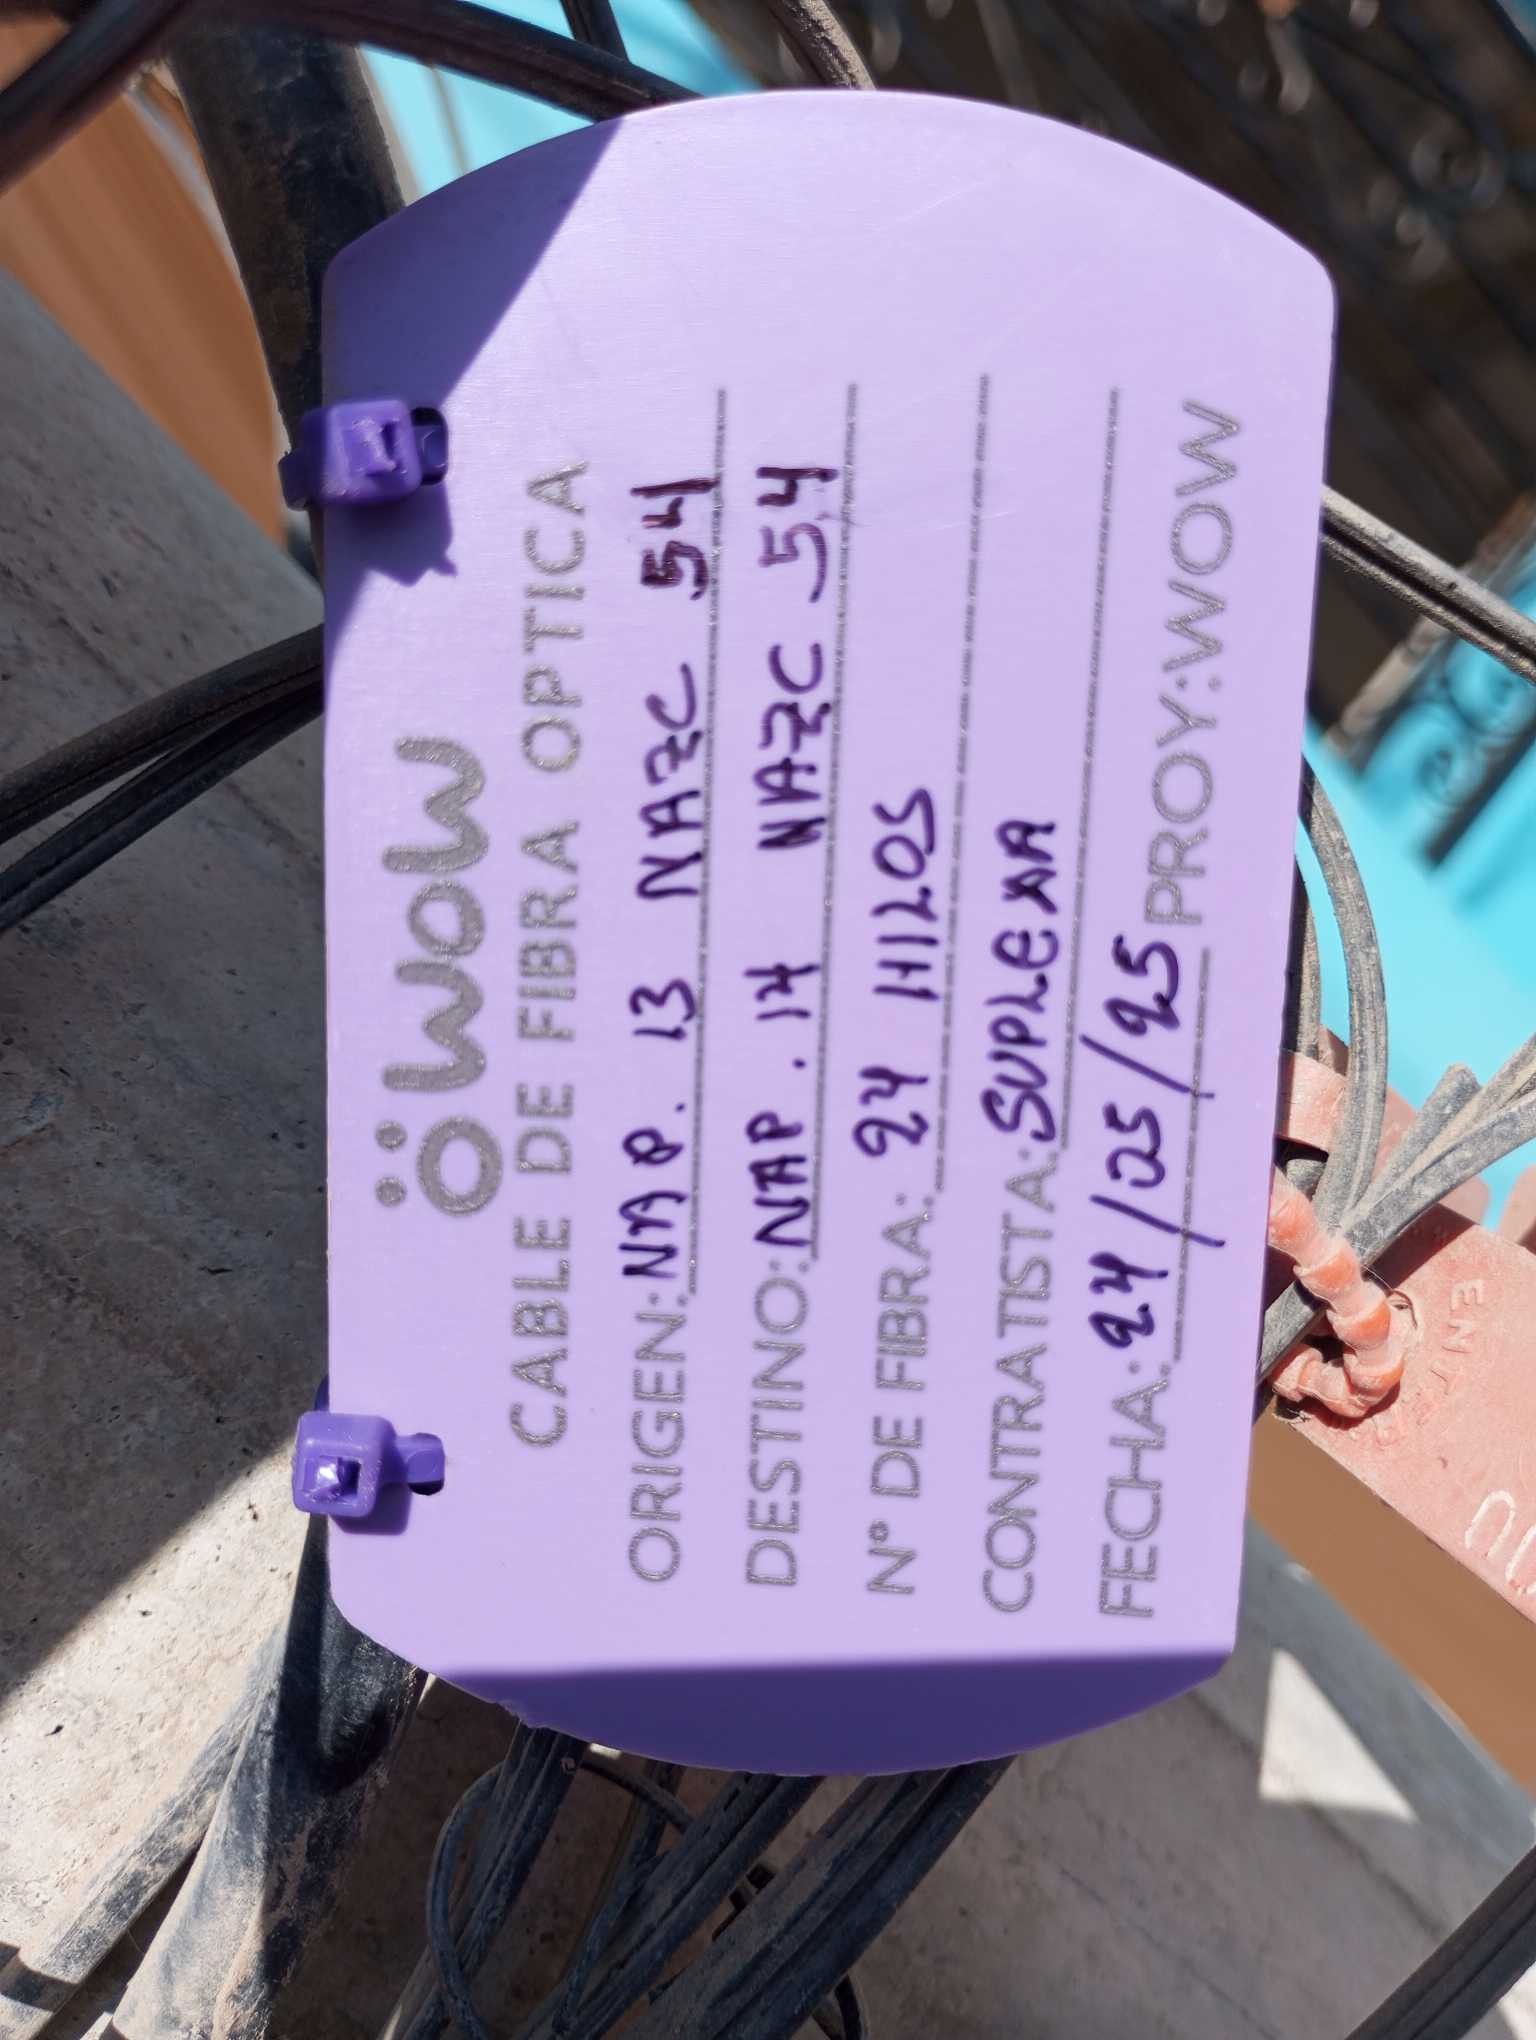 wow
CABLE DE FIBRA OPTICA
ORIGEN: NAP. 13 NAZC 54
DESTINO: NAP. 14 NAZC 54
N° DE FIBRA: 24 HILOS
CONTRATISTA: SUPLEXA
FECHA: 24/05/25 PROY:WOW